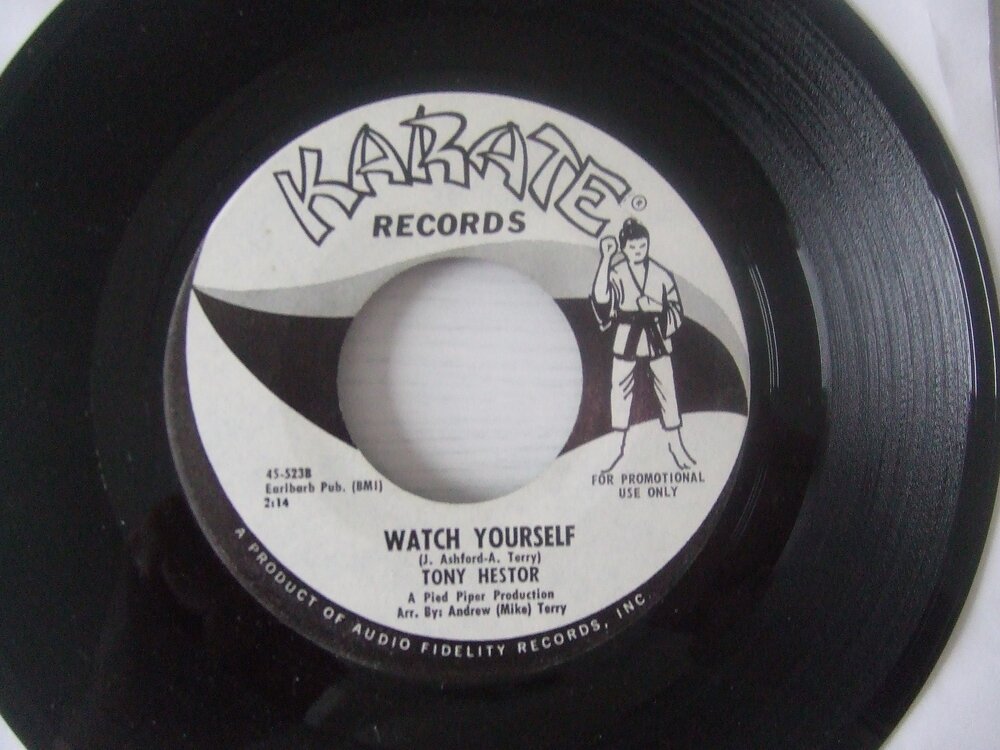 KARATE
RECORDS
45-523B
Earlbarb Pub. (BMI)
2:14
FOR PROMOTIONAL
USE ONLY
WATCH YOURSELF
(J. Ashford-A. Terry)
TONY HESTOR
A Pied Piper Production
Arr. By: Andrew (Mike) Terry
A PRODUCT OF AUDIO FIDELITY RECORDS, INC.